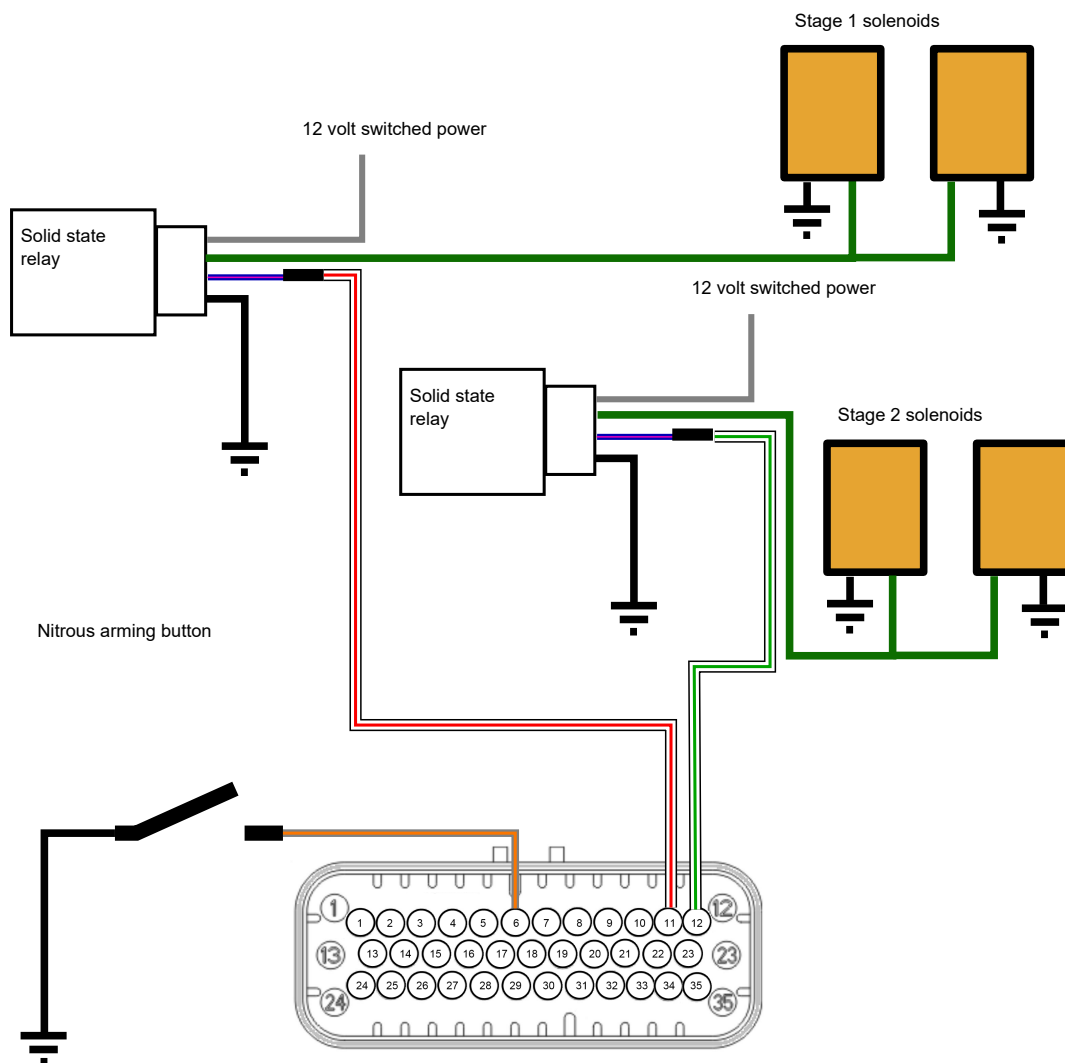 Stage 1 solenoids
12 volt switched power
Solid state
relay
12 volt switched power
Solid state
relay
Stage 2 solenoids
Nitrous arming button
1 12
1 2 3 4 5 6 7 8 9 10 11 12
13 23
13 14 15 16 17 18 19 20 21 22 23
24 25 26 27 28 29 30 31 32 33 34 35
24 35